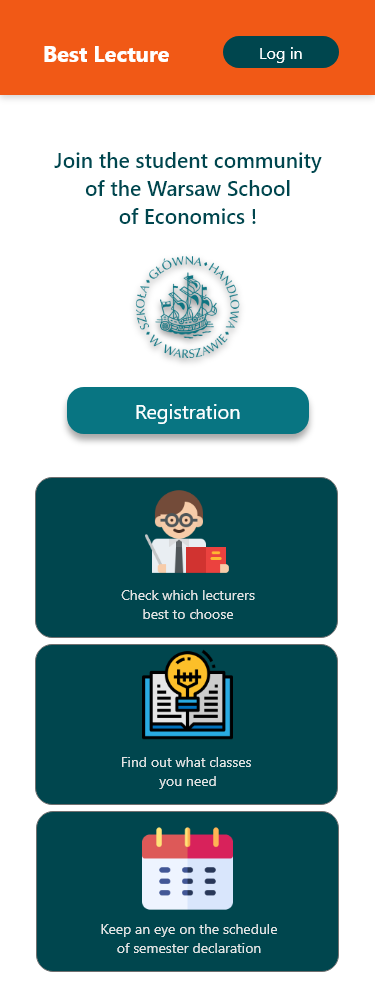 Best Lecture
Log in
Join the student community
of the Warsaw School
of Economics !
SZKOŁA • GŁÓWNA • HANDLOWA • W WARSZAWIE •
Registration
Check which lecturers
best to choose
Find out what classes
you need
Keep an eye on the schedule
of semester declaration